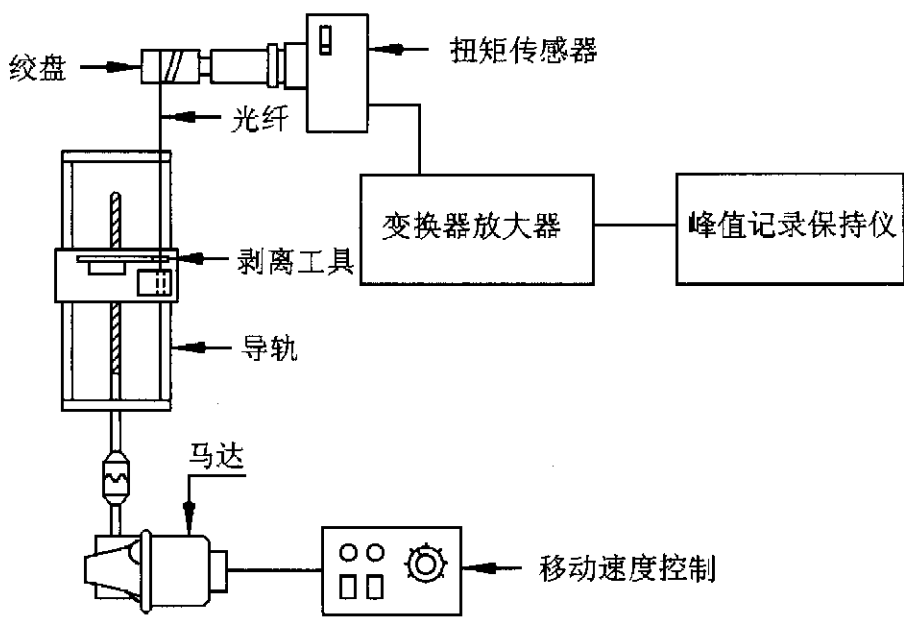 绞盘
扭矩传感器
光纤
变换器放大器
峰值记录保持仪
剥离工具
导轨
马达
移动速度控制